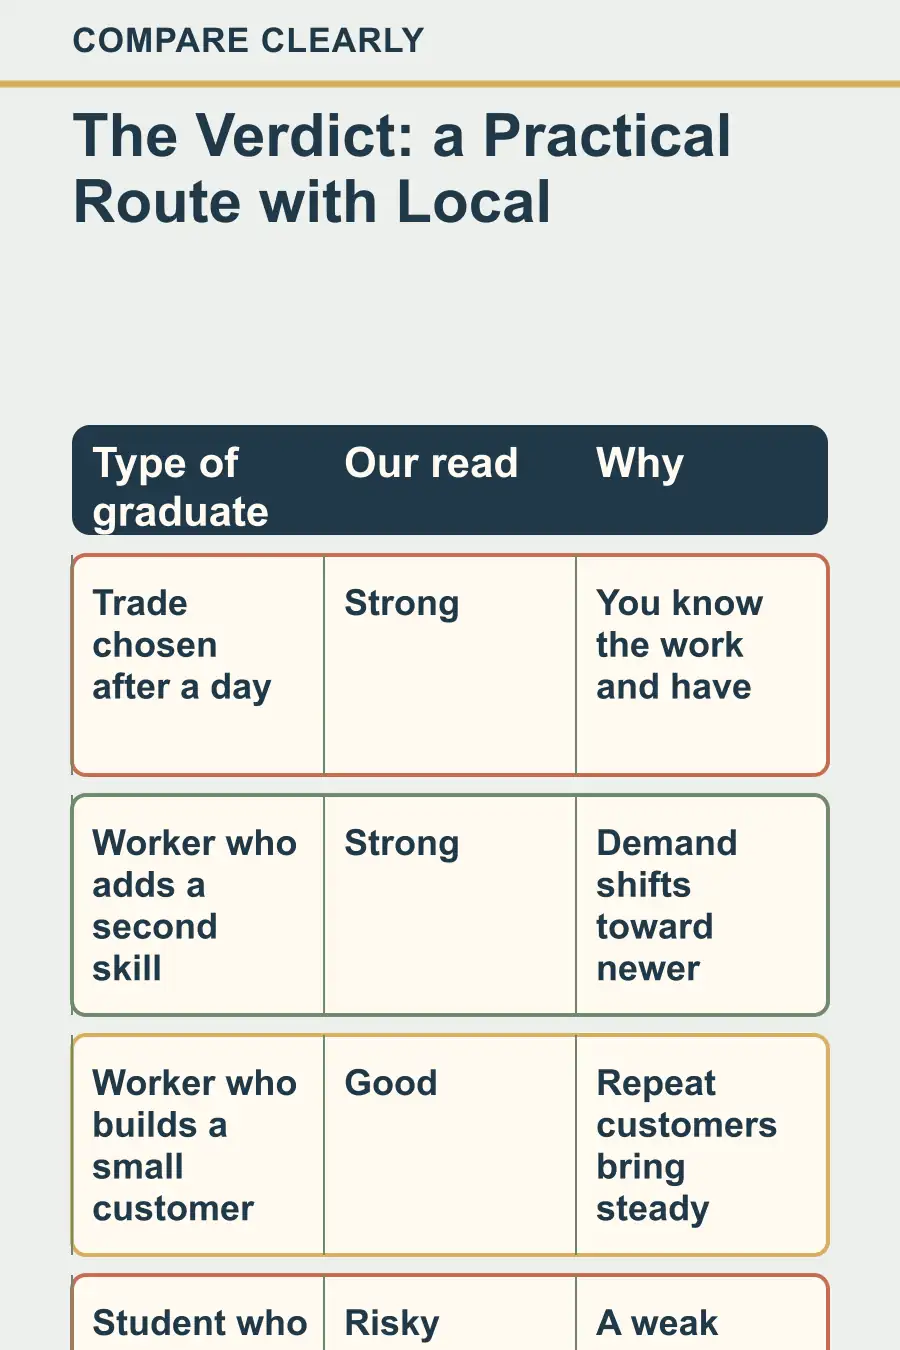 COMPARE CLEARLY
The Verdict: a Practical
Route with Local
Type of graduate
Our read
Why
Trade
chosen
after a day
Strong
You know
the work
and have
Worker who
adds a
second
skill
Strong
Demand
shifts
toward
newer
Worker who
builds a
small
customer
Good
Repeat
customers
bring
steady
Student who
Risky
A weak